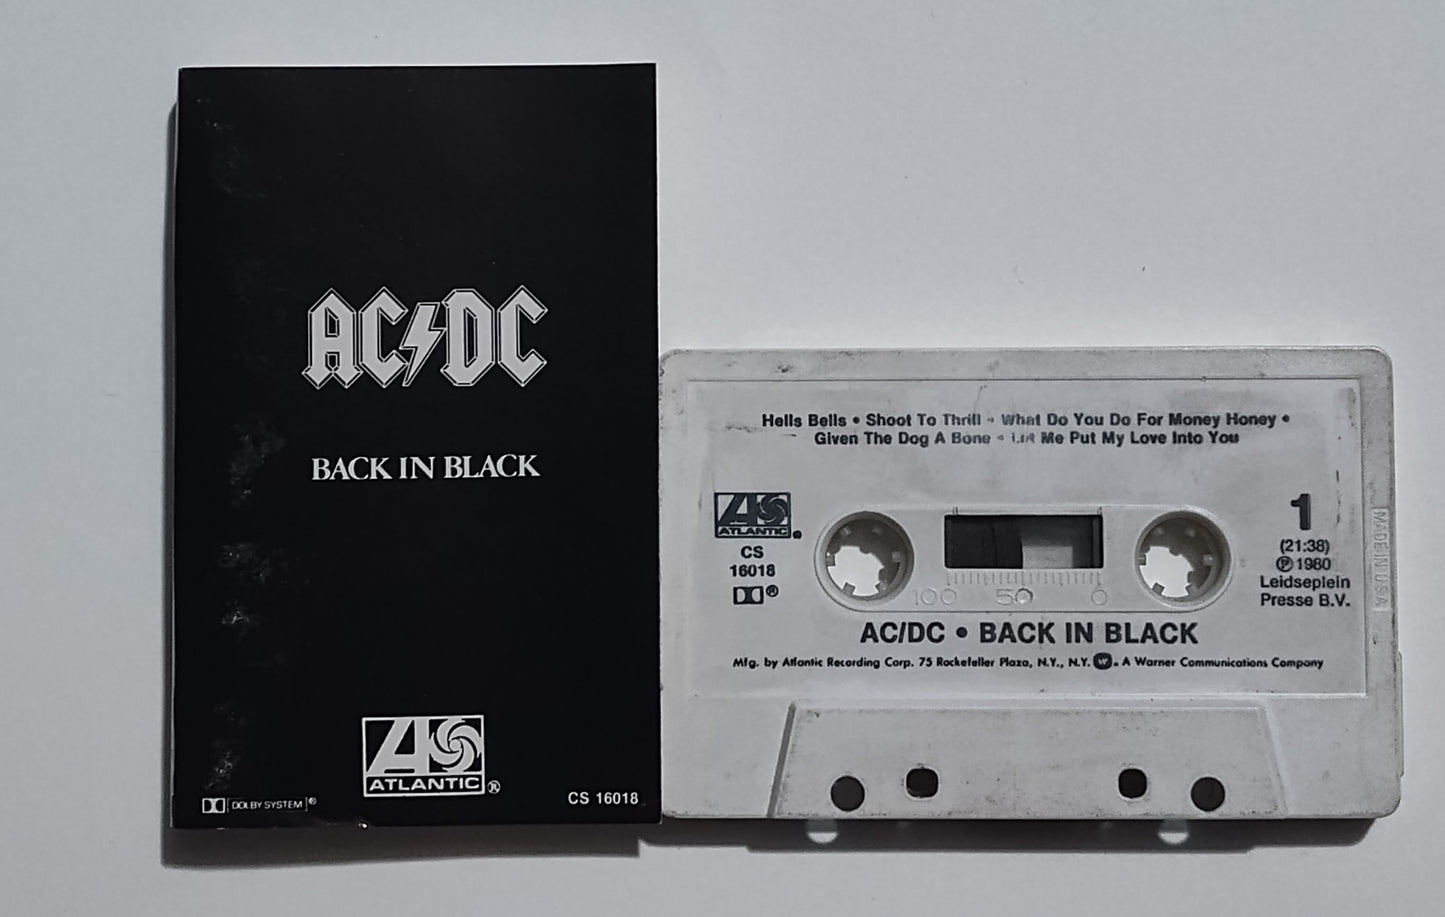 AC DC
BACK IN BLACK
ATLANTIC ®
DOLBY SYSTEM ®
CS 16018
Hells Bells • Shoot To Thrill • What Do You Do For Money Honey •
Given The Dog A Bone • Let Me Put My Love Into You
ATLANTIC ®
CS
16018
®
1
(21:38)
℗ 1980
Leidseplein
Presse B.V.
100 50 0
MADE IN USA
AC/DC • BACK IN BLACK
Mfg. by Atlantic Recording Corp. 75 Rockefeller Plaza, N.Y., N.Y. W. A Warner Communications Company